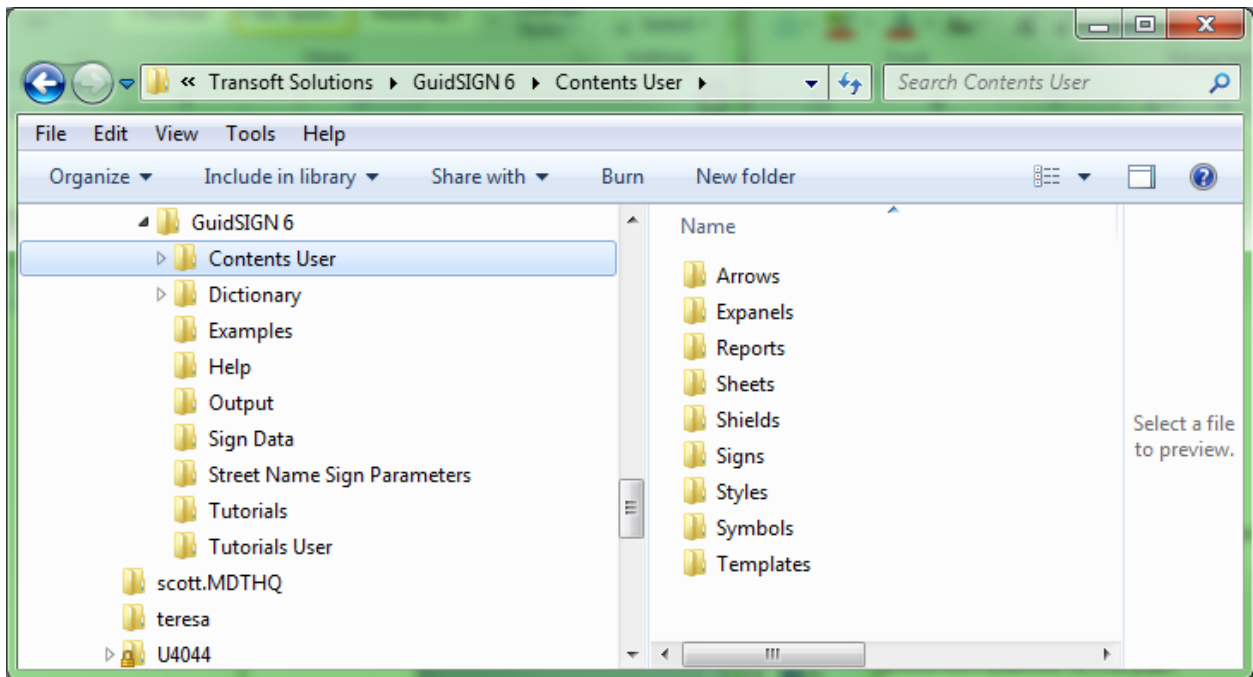 « Transoft Solutions GuidSIGN 6 Contents User
Search Contents User
File Edit View Tools Help
Organize Include in library Share with Burn New folder
GuidSIGN 6
Contents User
Dictionary
Examples
Help
Output
Sign Data
Street Name Sign Parameters
Tutorials
Tutorials User
scott.MDTHQ
teresa
U4044
Name
Arrows
Expanels
Reports
Sheets
Shields
Signs
Styles
Symbols
Templates
Select a file
to preview.